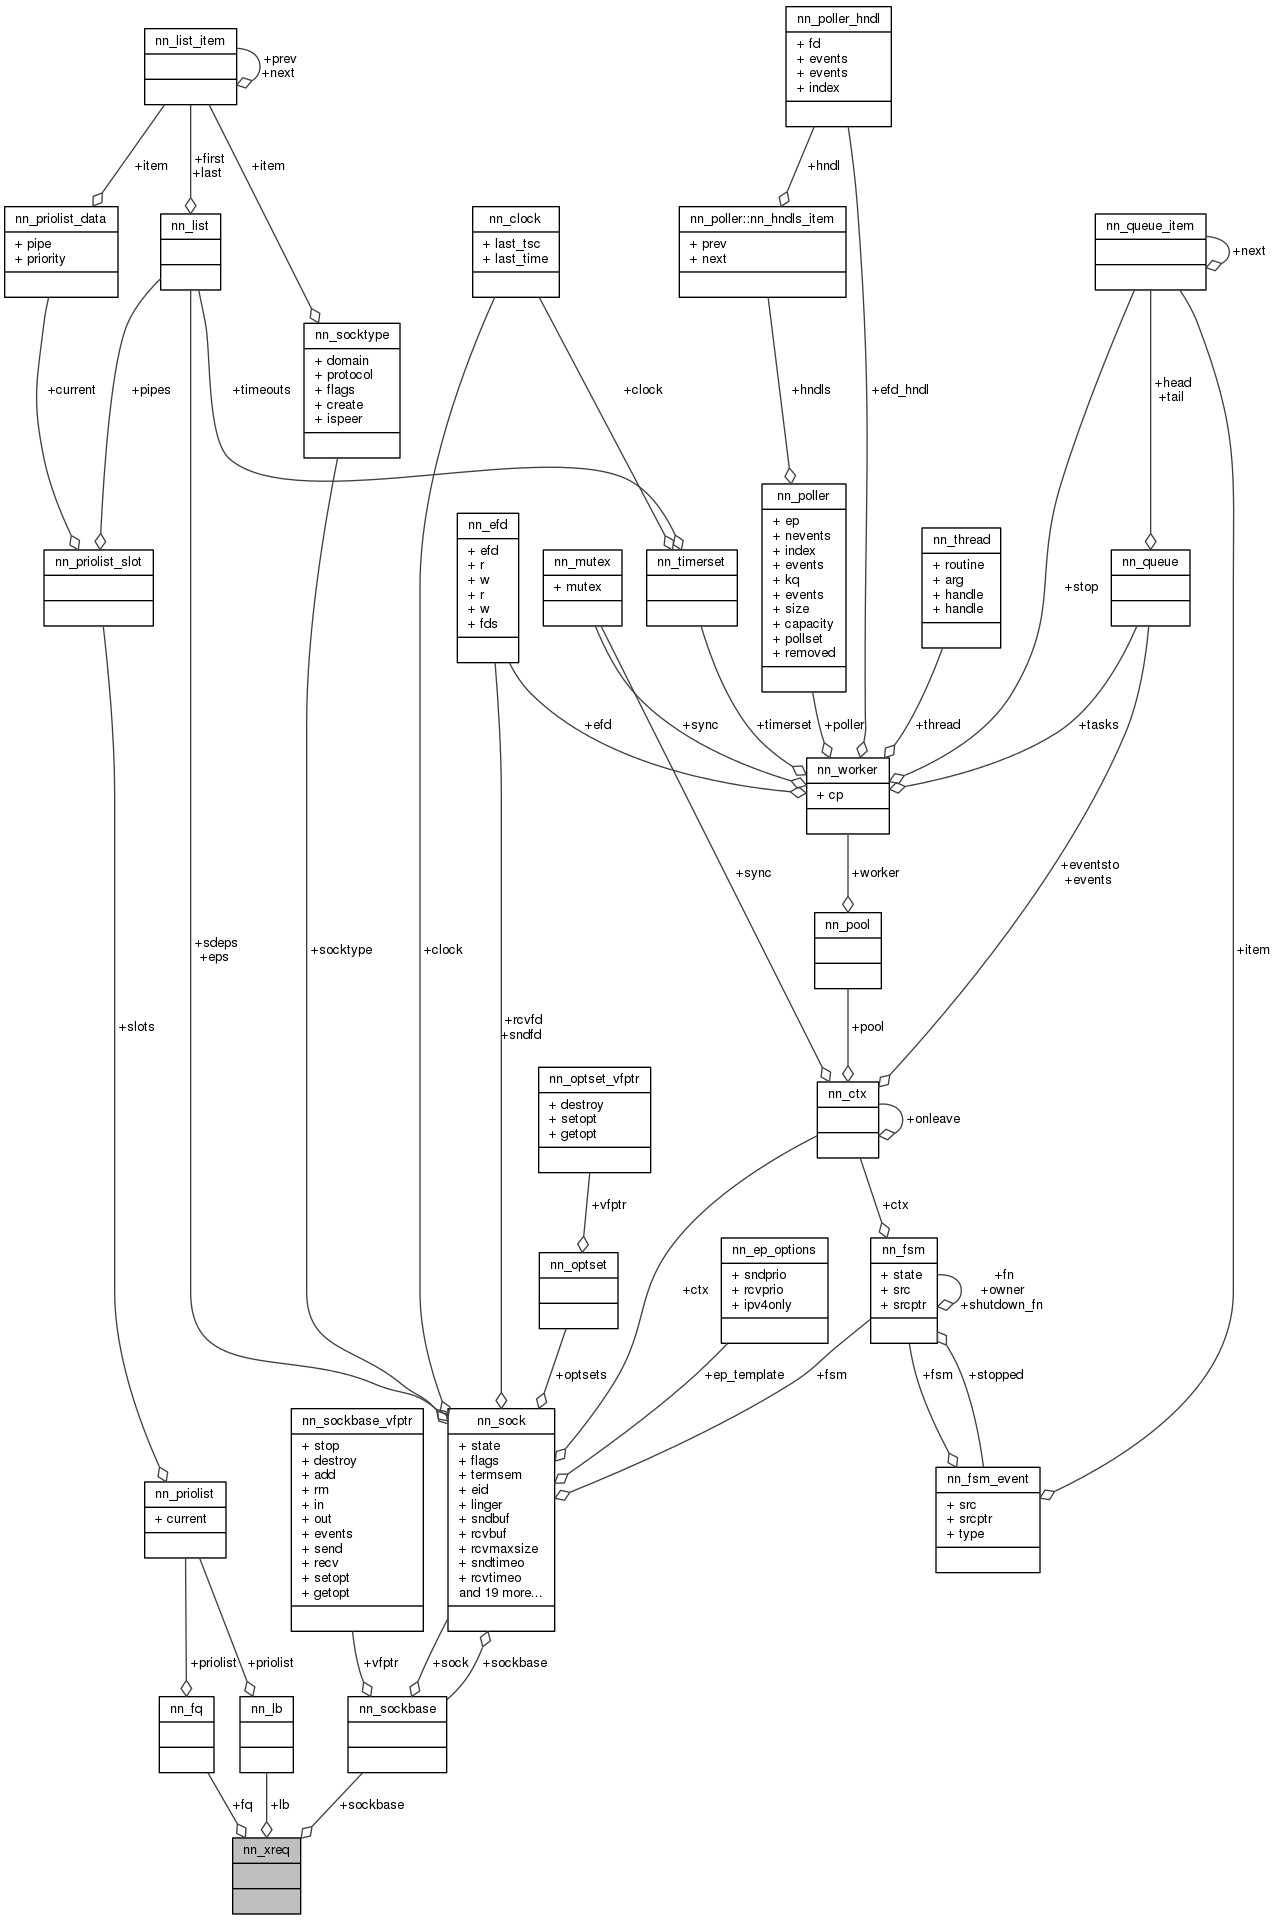 nn_poller_hndl
+ fd
+ events
+ events
+ index
nn_list_item
+prev
+next
+item
+first
+last
+item
+hndl
nn_priolist_data
+ pipe
+ priority
nn_list
nn_clock
+ last_tsc
+ last_time
nn_poller::nn_hndls_item
+ prev
+ next
nn_queue_item
+next
nn_socktype
+ domain
+ protocol
+ flags
+ create
+ ispeer
+current
+pipes
+timeouts
+clock
+hndls
+efd_hndl
+head
+tail
nn_poller
+ ep
+ nevents
+ index
+ events
+ kq
+ events
+ size
+ capacity
+ pollset
+ removed
nn_efd
+ efd
+ r
+ w
+ r
+ w
+ fds
nn_thread
+ routine
+ arg
+ handle
+ handle
nn_priolist_slot
nn_mutex
+ mutex
nn_timerset
nn_queue
+stop
+efd
+sync
+timerset
+poller
+thread
+tasks
nn_worker
+ cp
+sync
+worker
+eventsto
+events
nn_pool
+sdeps
+eps
+socktype
+clock
+item
+slots
+rcvfd
+sndfd
+pool
nn_optset_vfptr
+ destroy
+ setopt
+ getopt
nn_ctx
+onleave
+vfptr
+ctx
nn_optset
nn_ep_options
+ sndprio
+ rcvprio
+ ipv4only
nn_fsm
+ state
+ src
+ srcptr
+fn
+owner
+shutdown_fn
+ctx
+optsets
+ep_template
+fsm
+fsm
+stopped
nn_sockbase_vfptr
+ stop
+ destroy
+ add
+ rm
+ in
+ out
+ events
+ send
+ recv
+ setopt
+ getopt
nn_sock
+ state
+ flags
+ termsem
+ eid
+ linger
+ sndbuf
+ rcvbuf
+ rcvmaxsize
+ sndtimeo
+ rcvtimeo
and 19 more...
nn_fsm_event
+ src
+ srcptr
+ type
nn_priolist
+ current
+priolist
+priolist
+vfptr
+sock
+sockbase
nn_fq
nn_lb
nn_sockbase
+fq
+lb
+sockbase
nn_xreq